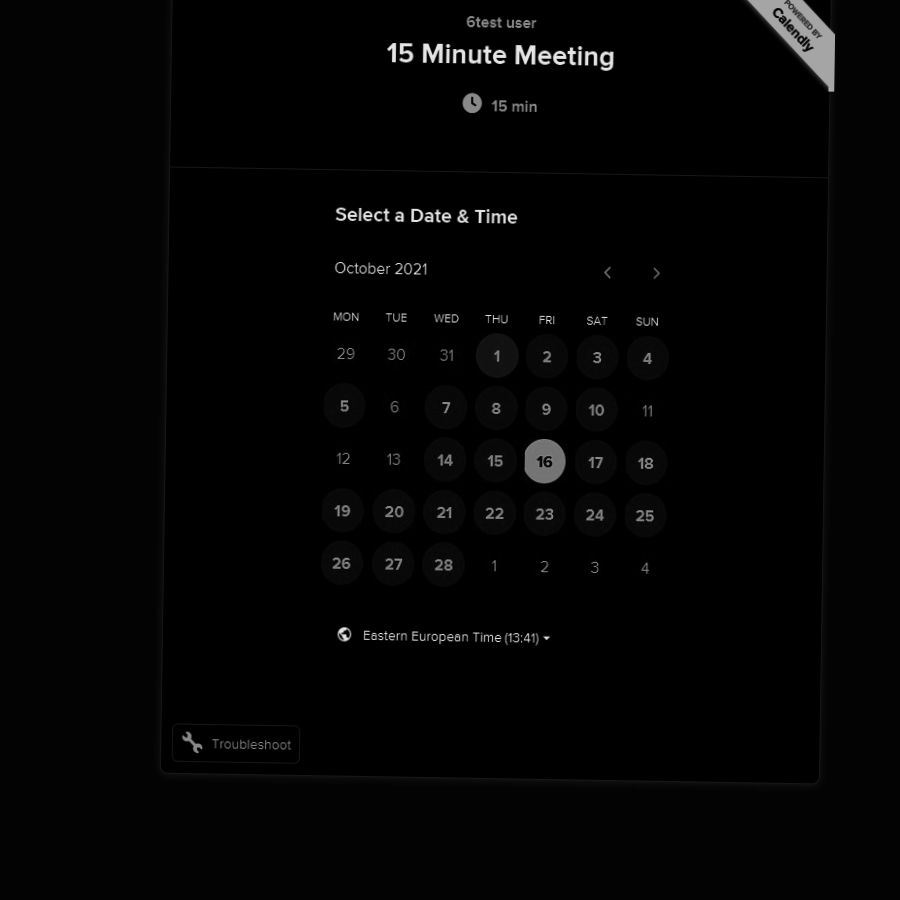 6test user
15 Minute Meeting
15 min
POWERED BY
Calendly
Select a Date & Time
October 2021
MON TUE WED THU FRI SAT SUN
29 30 31 1 2 3 4
5 6 7 8 9 10 11
12 13 14 15 16 17 18
19 20 21 22 23 24 25
26 27 28 1 2 3 4
Eastern European Time (13:41)
Troubleshoot